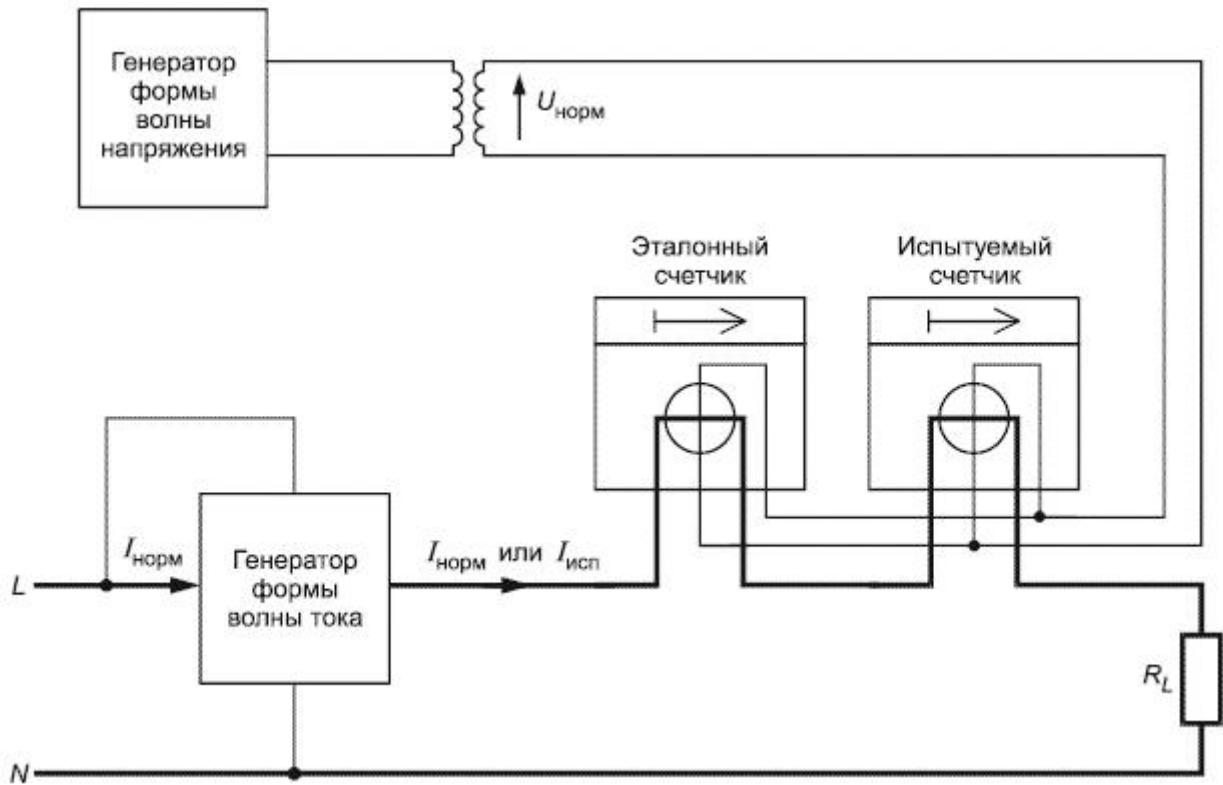 Генератор
формы
волны
напряжения
Uнорм
Эталонный
счетчик
Испытуемый
счетчик
Iнорм
Iнорм или Iисп
L
Генератор
формы
волны тока
RL
N